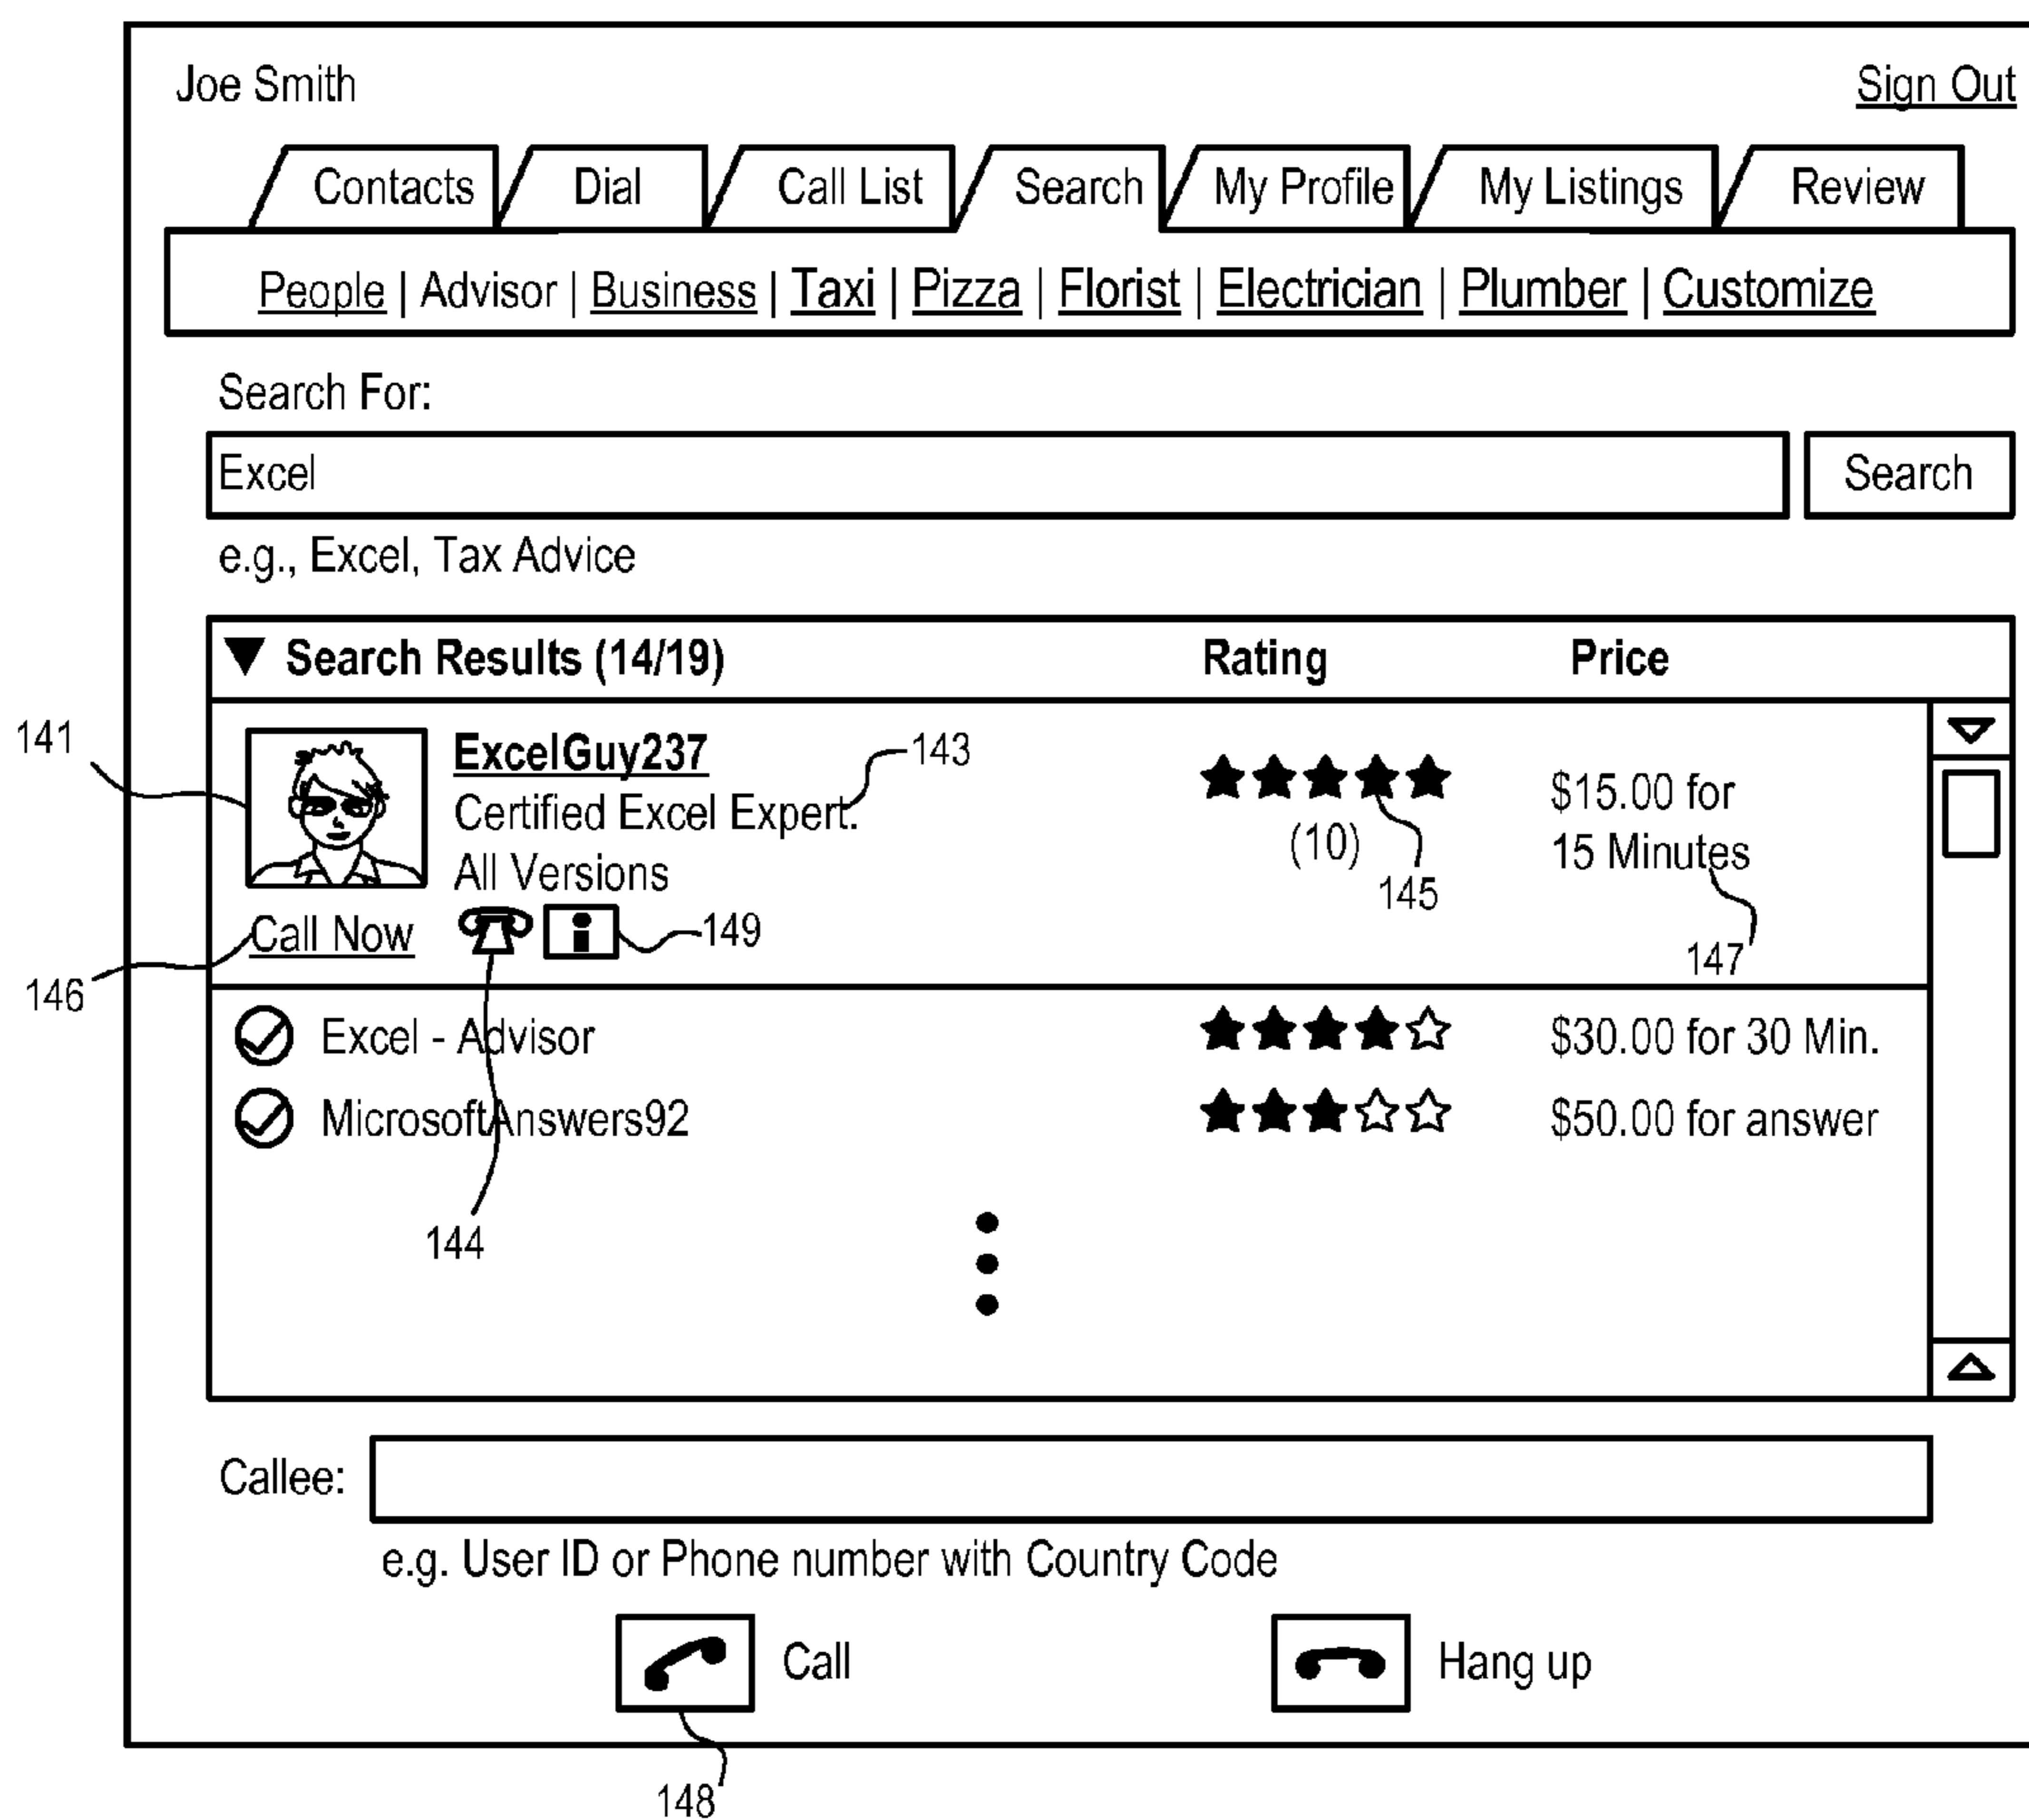 Joe Smith Sign Out
Contacts Dial Call List Search My Profile My Listings Review
People | Advisor | Business | Taxi | Pizza | Florist | Electrician | Plumber | Customize
Search For:
Excel Search
e.g., Excel, Tax Advice
Search Results (14/19) Rating Price
141 ExcelGuy237 143
Certified Excel Expert. $15.00 for
(10) 15 Minutes
All Versions 145
Call Now 149 147
146
Excel - Advisor $30.00 for 30 Min.
MicrosoftAnswers92 $50.00 for answer
144
Callee:
e.g. User ID or Phone number with Country Code
Call Hang up
148